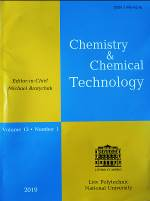 Chemistry
&
Chemical
Technology
Editor-in-Chief
Michael Bratychak
Volume 13 • Number 1
2019
Lviv Polytechnic
National University